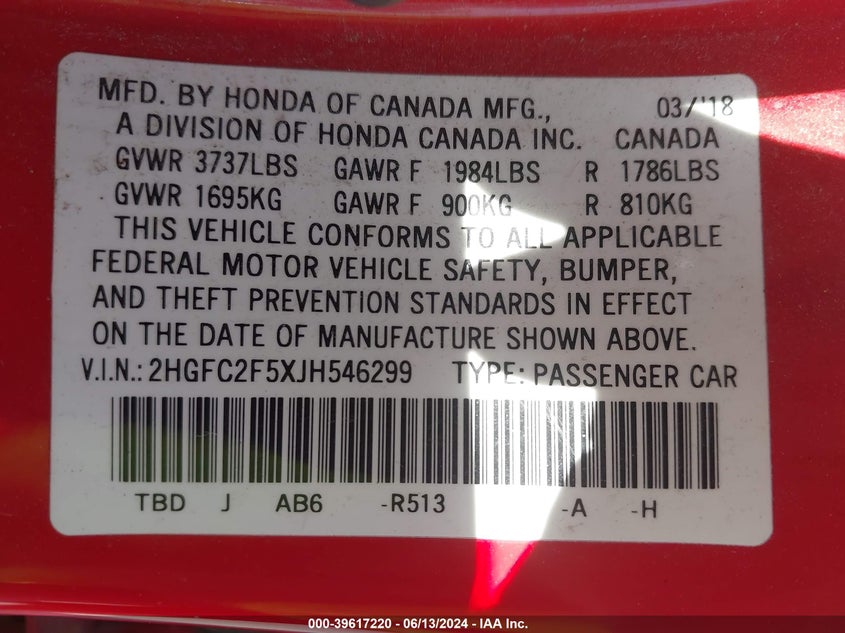 MFD. BY HONDA OF CANADA MFG., 03/'18
A DIVISION OF HONDA CANADA INC. CANADA
GVWR 3737LBS GAWR F 1984LBS R 1786LBS
GVWR 1695KG GAWR F 900KG R 810KG
THIS VEHICLE CONFORMS TO ALL APPLICABLE
FEDERAL MOTOR VEHICLE SAFETY, BUMPER,
AND THEFT PREVENTION STANDARDS IN EFFECT
ON THE DATE OF MANUFACTURE SHOWN ABOVE.
V.I.N.: 2HGFC2F5XJH546299 TYPE: PASSENGER CAR
TBD J AB6 -R513 -A -H
000-39617220 - 06/13/2024 - IAA Inc.